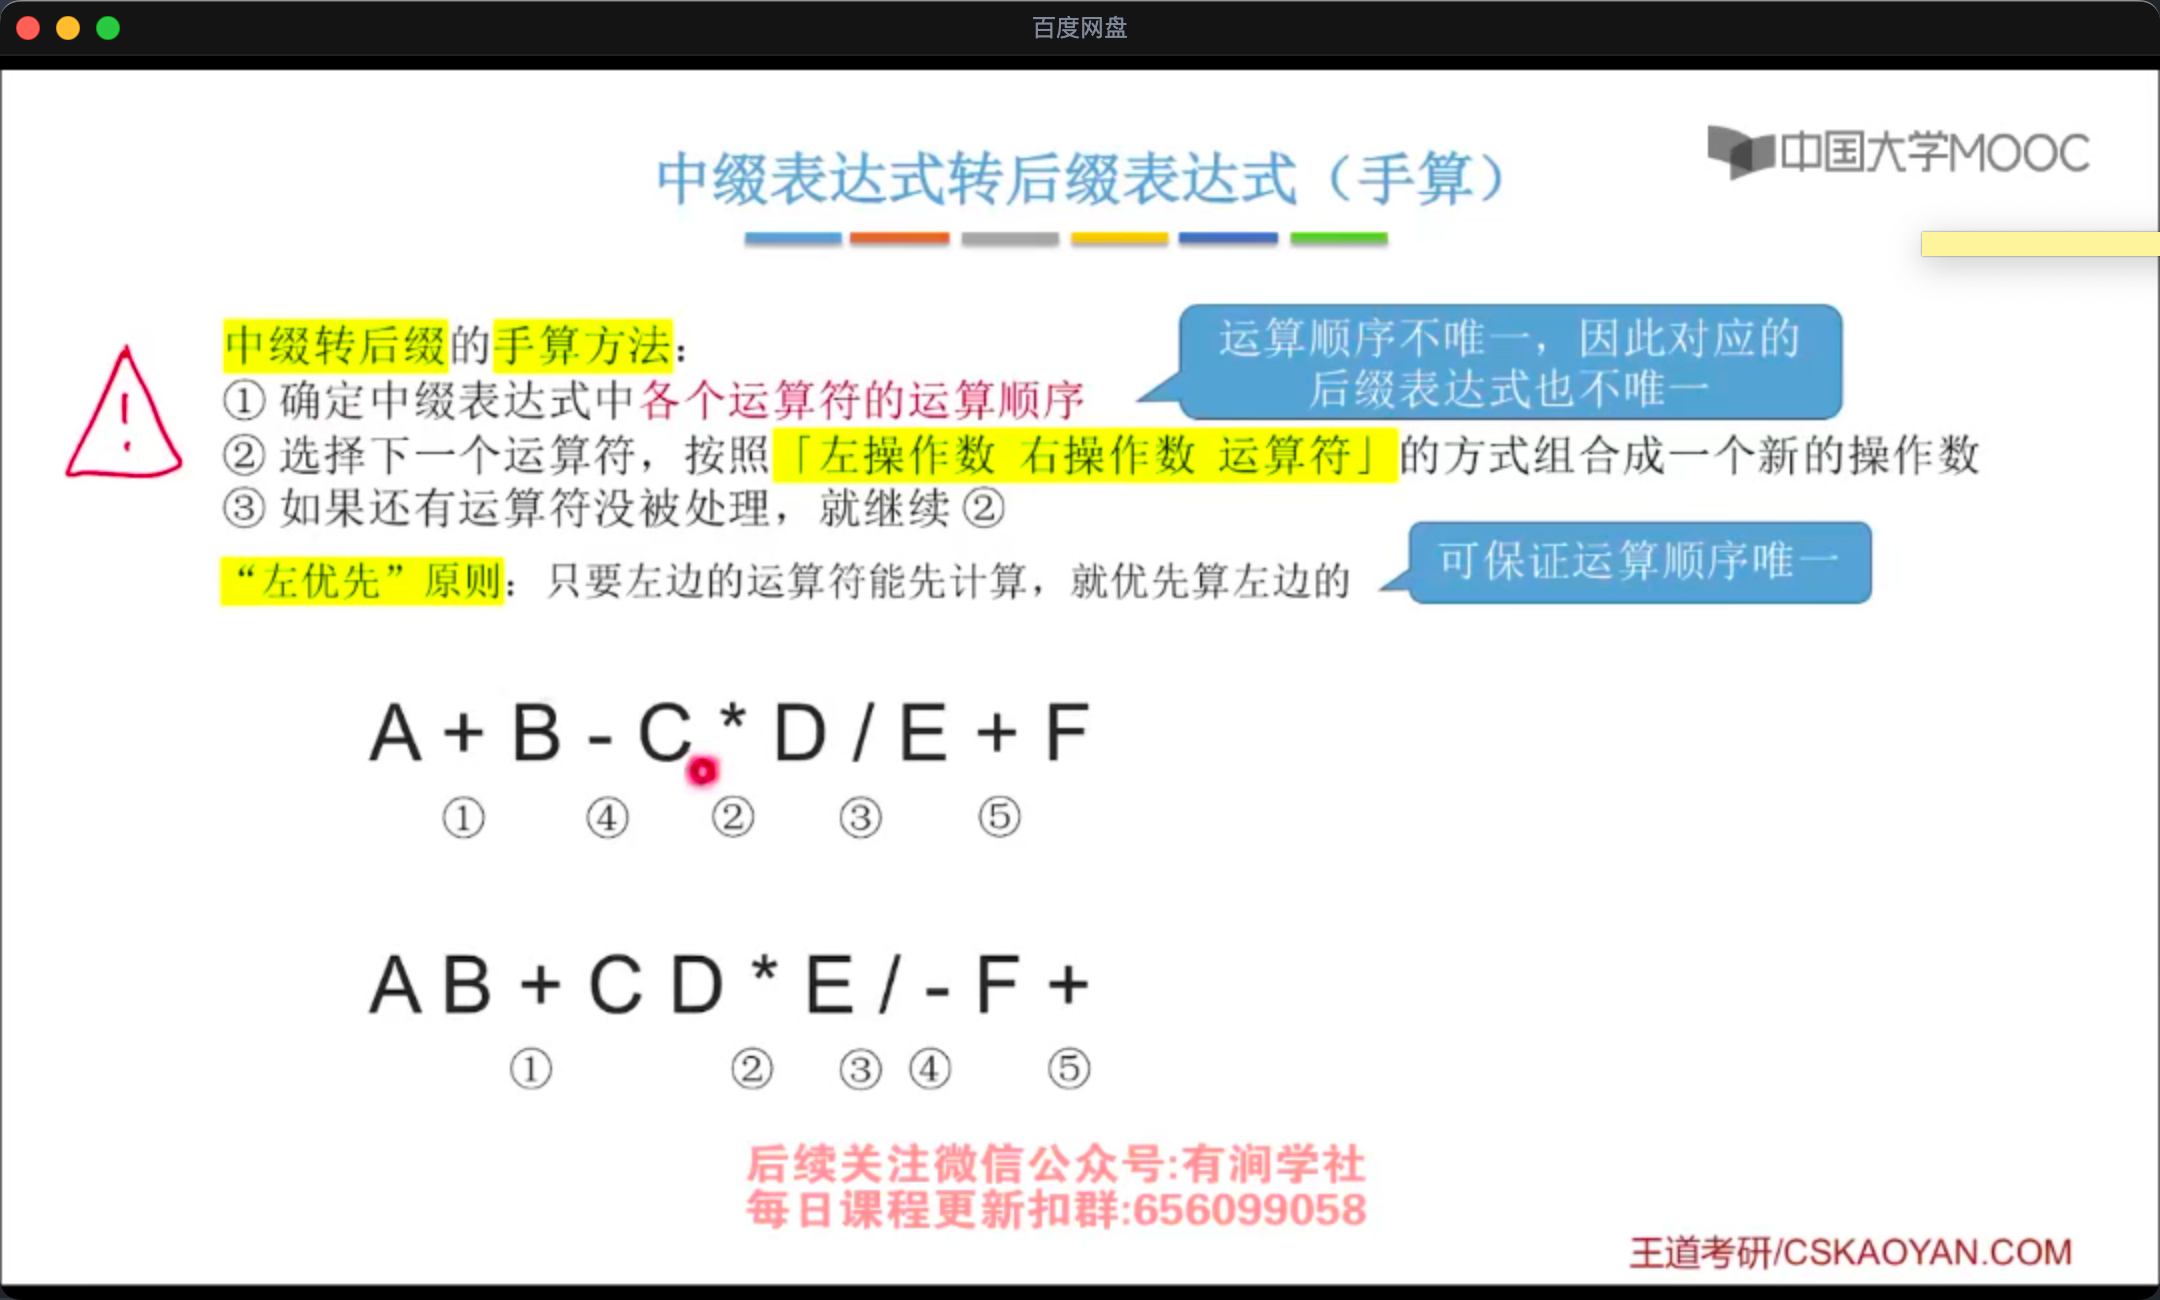 百度网盘
中国大学MOOC
中缀表达式转后缀表达式（手算）
中缀转后缀的手算方法：
运算顺序不唯一，因此对应的
后缀表达式也不唯一
① 确定中缀表达式中各个运算符的运算顺序
② 选择下一个运算符，按照「左操作数 右操作数 运算符」的方式组合成一个新的操作数
③ 如果还有运算符没被处理，就继续 ②
“左优先”原则：只要左边的运算符能先计算，就优先算左边的
可保证运算顺序唯一
!
A + B - C * D / E + F
① ④ ② ③ ⑤
A B + C D * E / - F +
① ② ③ ④ ⑤
后续关注微信公众号:有涧学社
每日课程更新扣群:656099058
王道考研/CSKAOYAN.COM